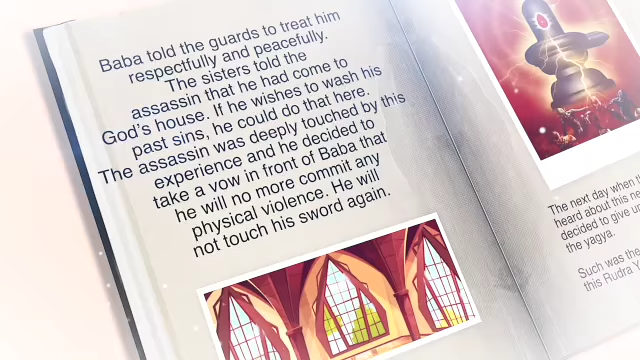 Baba told the guards to treat him
respectfully and peacefully.
The sisters told the
assassin that he had come to
God's house. If he wishes to wash his
past sins, he could do that here.
The assassin was deeply touched by this
experience and he decided to
take a vow in front of Baba that
he will no more commit any
physical violence. He will
not touch his sword again.
The next day when
heard about this
decided to give
the yagya.
Such was the
this Rudra